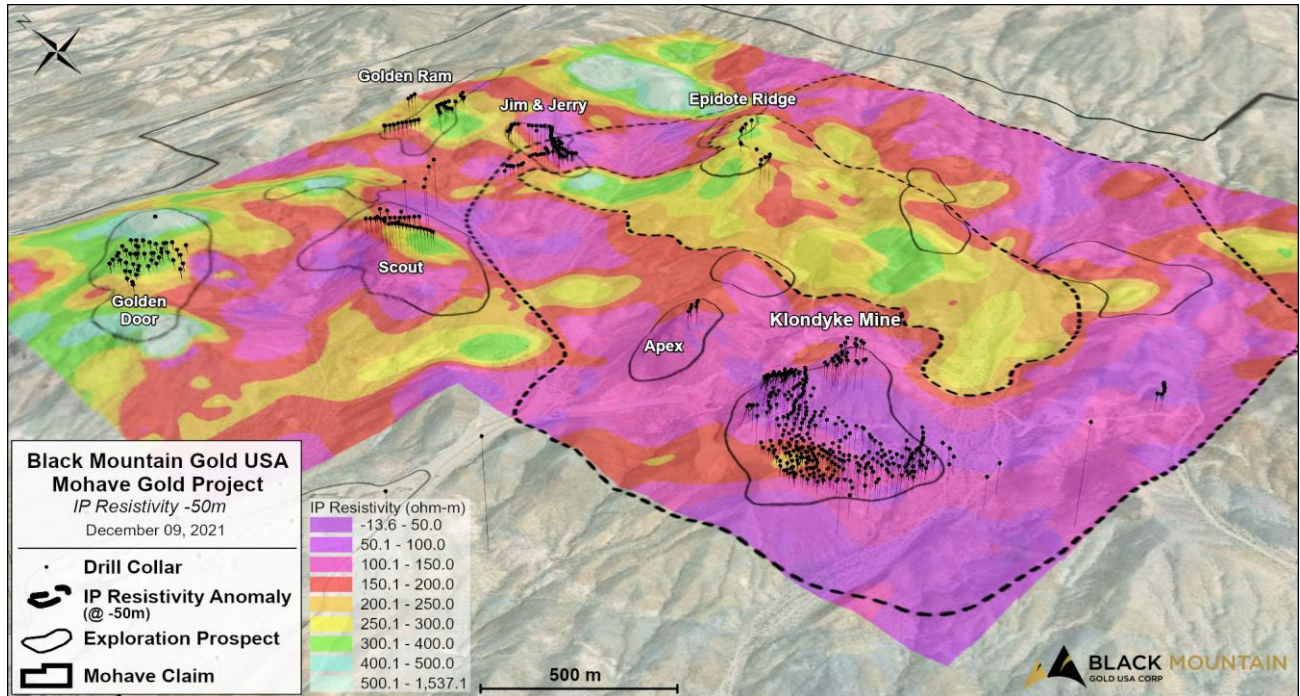 N
Golden Ram
Jim & Jerry
Epidote Ridge
Scout
Golden
Door
Klondyke Mine
Apex
Black Mountain Gold USA
Mohave Gold Project
IP Resistivity -50m
December 09, 2021
Drill Collar
IP Resistivity Anomaly
(@ -50m)
Exploration Prospect
Mohave Claim
IP Resistivity (ohm-m)
-13.6 - 50.0
50.1 - 100.0
100.1 - 150.0
150.1 - 200.0
200.1 - 250.0
250.1 - 300.0
300.1 - 400.0
400.1 - 500.0
500.1 - 1,537.1
500 m
BLACK MOUNTAIN
GOLD USA CORP